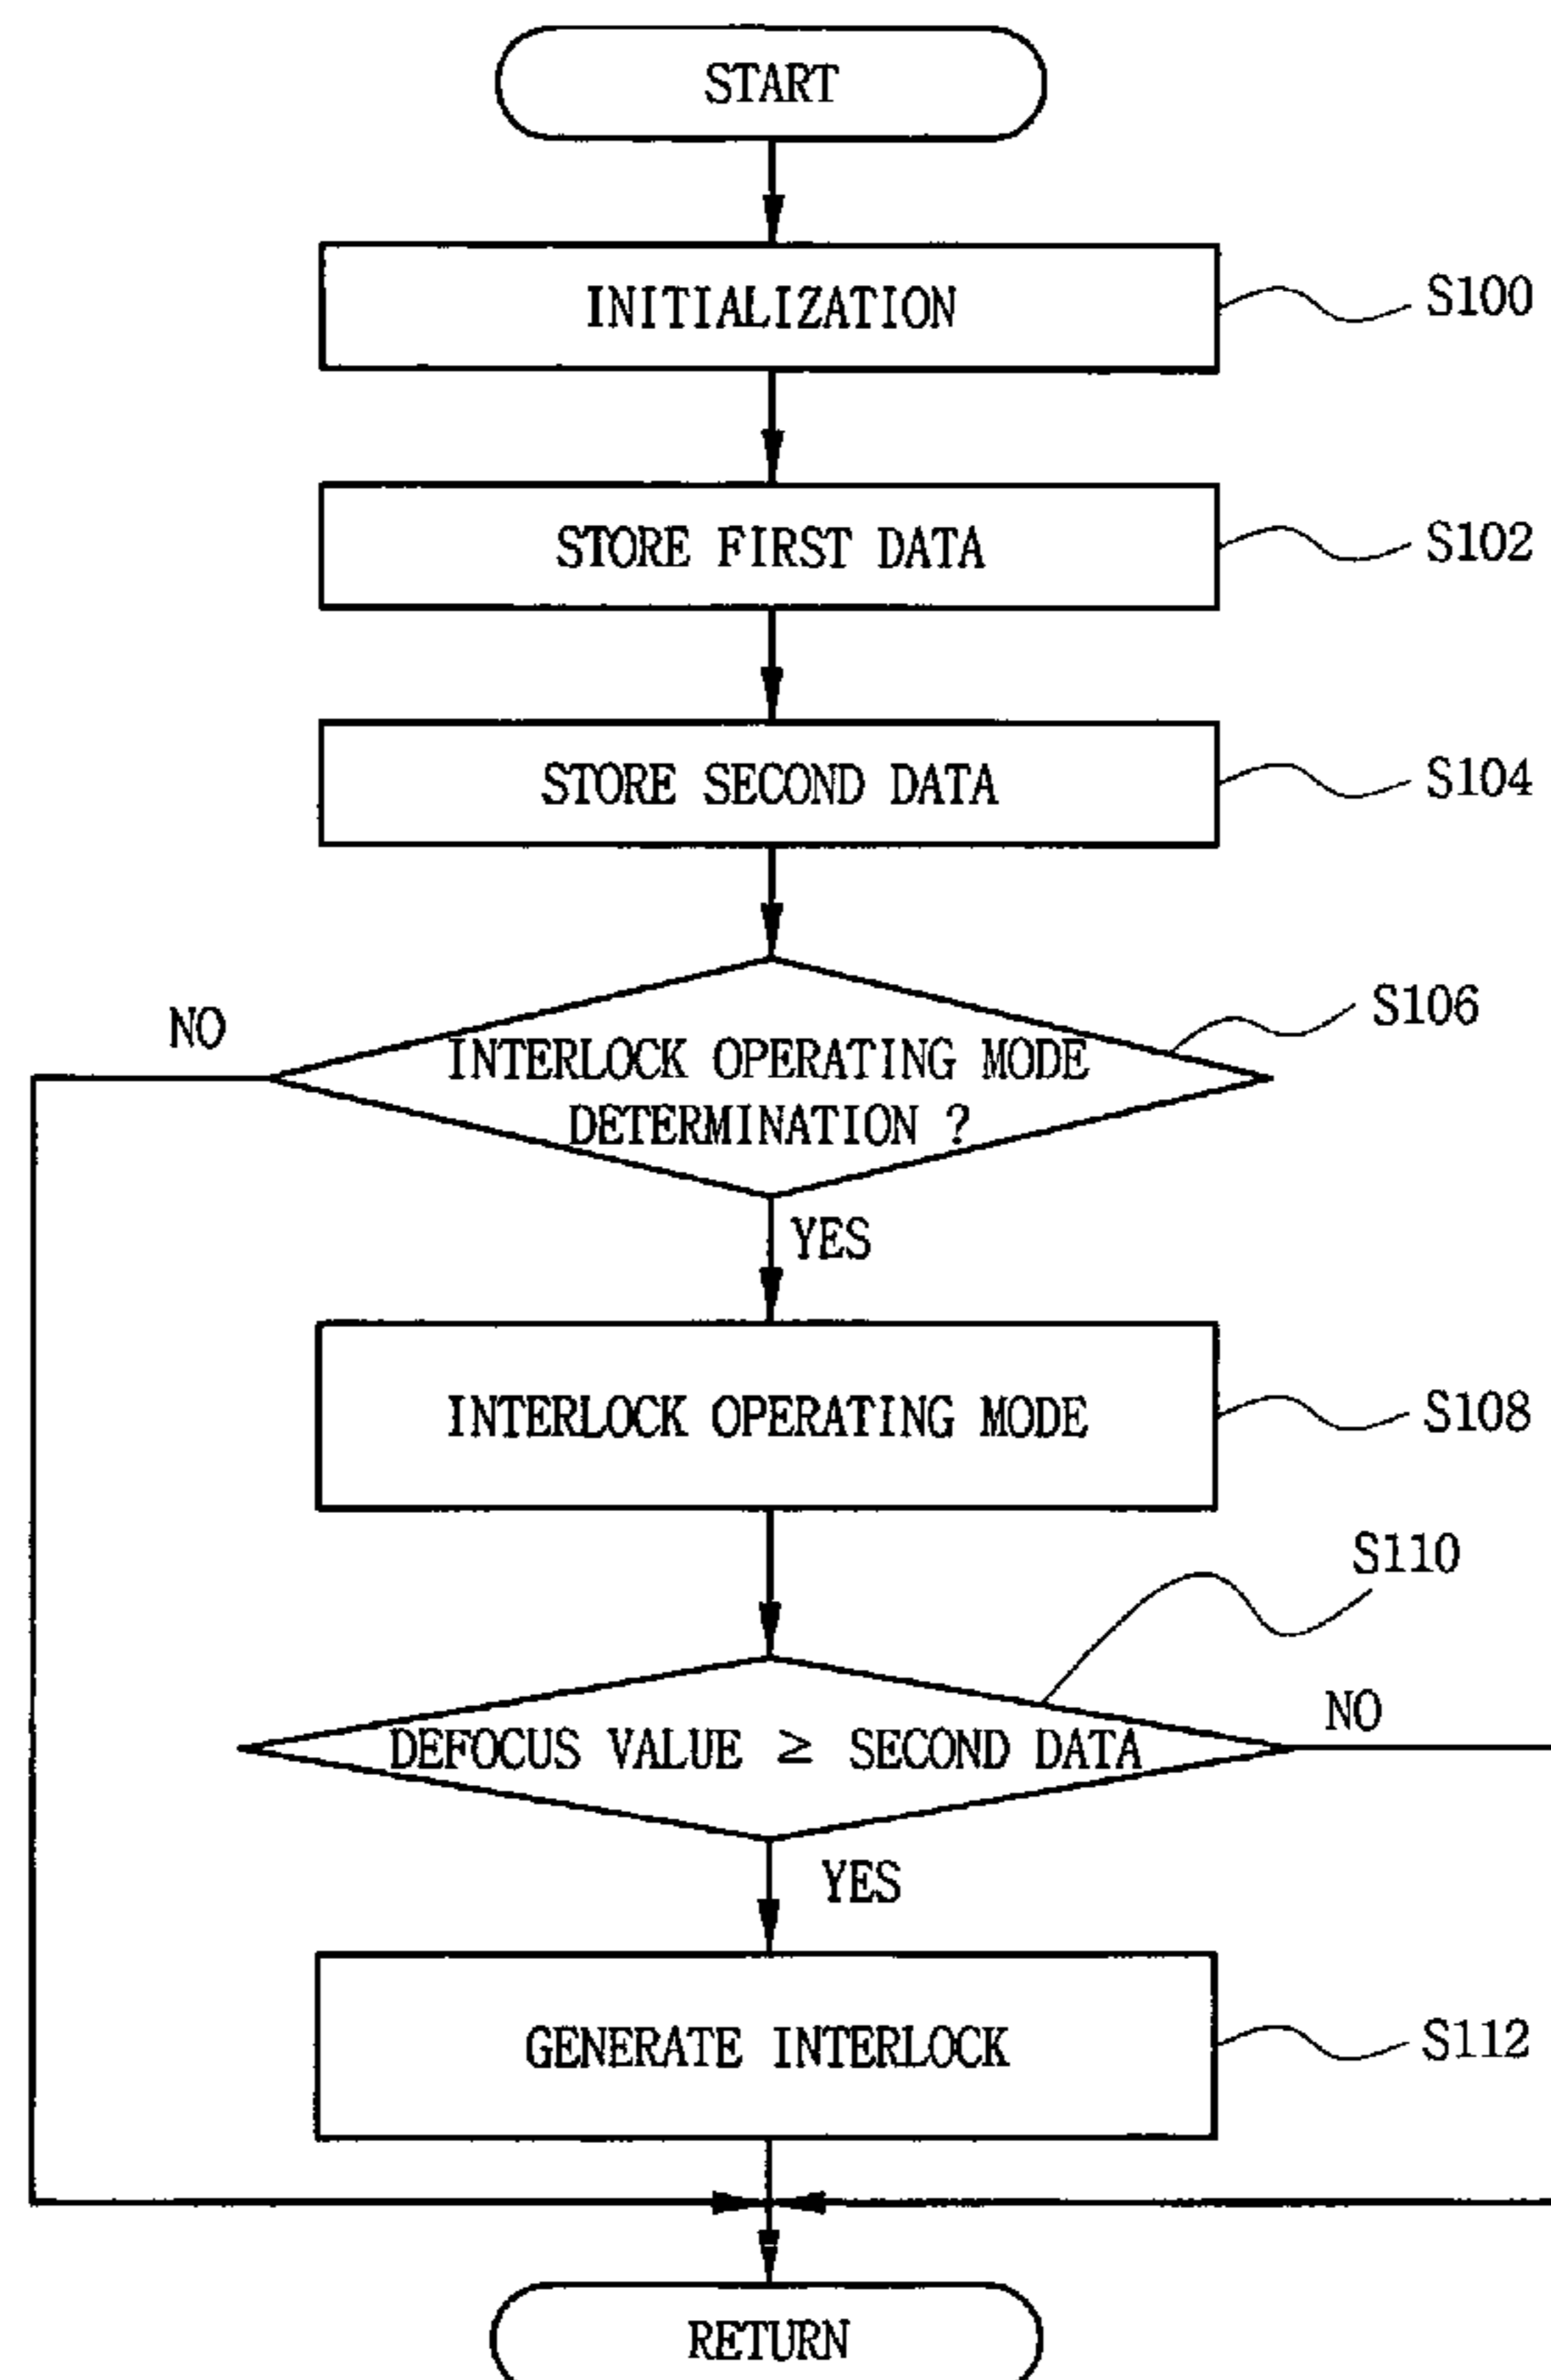 START
INITIALIZATION
S100
STORE FIRST DATA
S102
STORE SECOND DATA
S104
NO
INTERLOCK OPERATING MODE
DETERMINATION ?
S106
YES
INTERLOCK OPERATING MODE
S108
S110
DEFOCUS VALUE ≥ SECOND DATA
NO
YES
GENERATE INTERLOCK
S112
RETURN